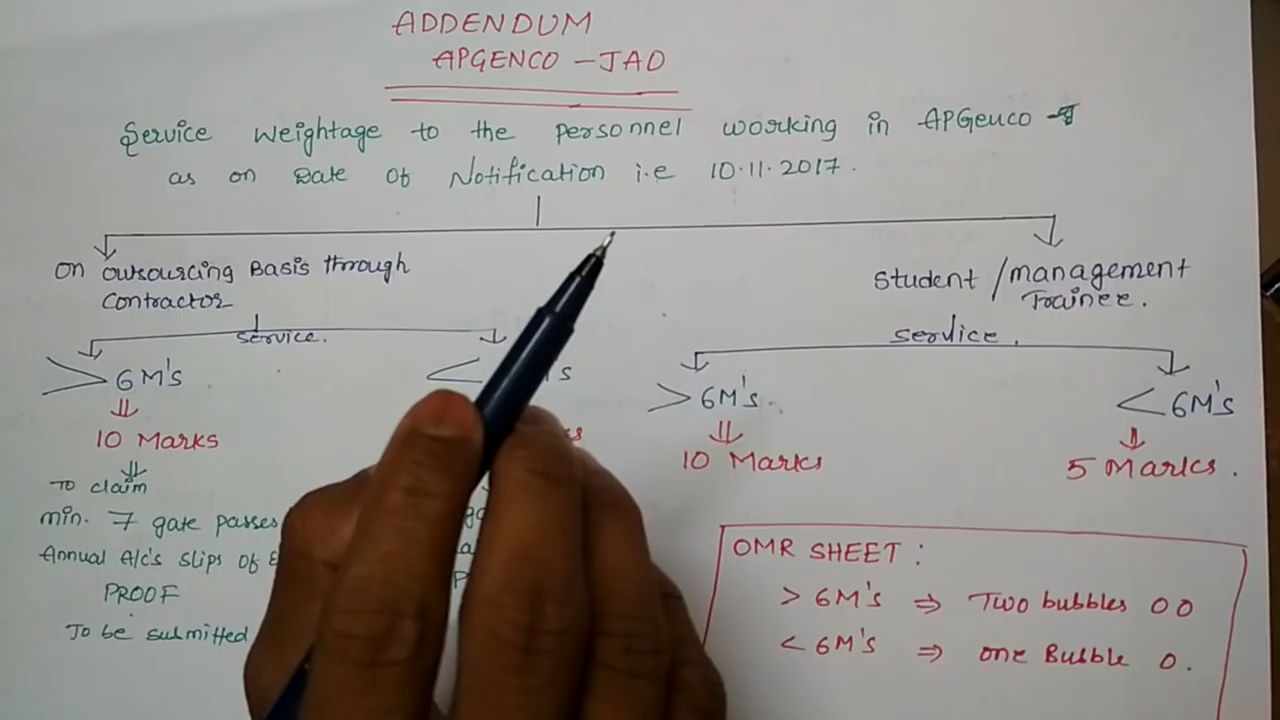 ADDENDUM
APGENCO - JAO
Service Weightage to the personnel working in APGenco
as on Date Of Notification i.e 10.11.2017.
On Outsourcing Basis through
Contractor
Student / management
Trainee.
service.
service.
> 6M's
<
> 6M's
< 6M's
10 Marks
10 Marks
5 Marks.
To claim
min. 7 gate passes
Annual A/c's slips of
PROOF
To be submitted
OMR SHEET :
> 6M's ⇒ Two bubbles O O
< 6M's ⇒ one Bubble O.